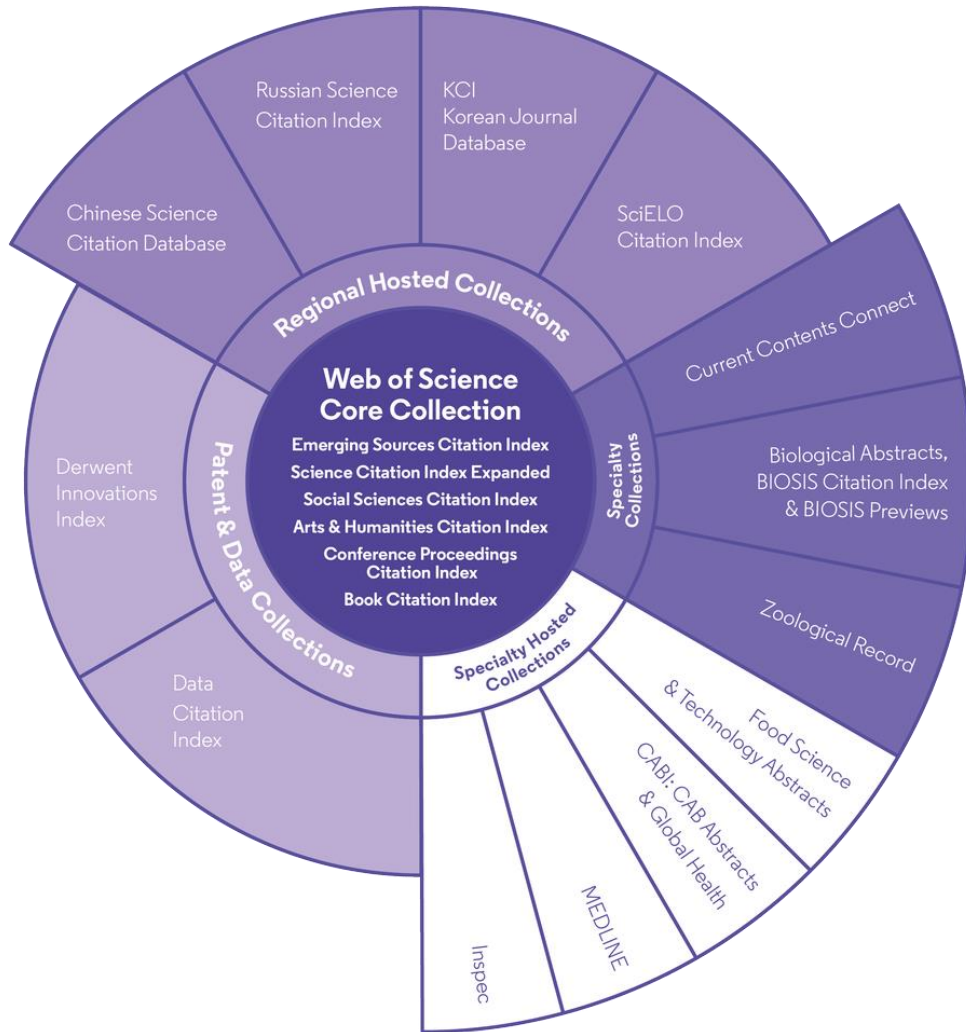 Russian Science
Citation Index
KCI
Korean Journal
Database
Chinese Science
Citation Database
SciELO
Citation Index
Regional Hosted Collections
Current Contents Connect
Biological Abstracts,
BIOSIS Citation Index
& BIOSIS Previews
Zoological Record
Specialty
Collections
Web of Science
Core Collection
Emerging Sources Citation Index
Science Citation Index Expanded
Social Sciences Citation Index
Arts & Humanities Citation Index
Conference Proceedings
Citation Index
Book Citation Index
Patent & Data Collections
Derwent
Innovations
Index
Data
Citation
Index
Specialty Hosted
Collections
Food Science
& Technology Abstracts
CABI: CAB Abstracts
& Global Health
MEDLINE
Inspec